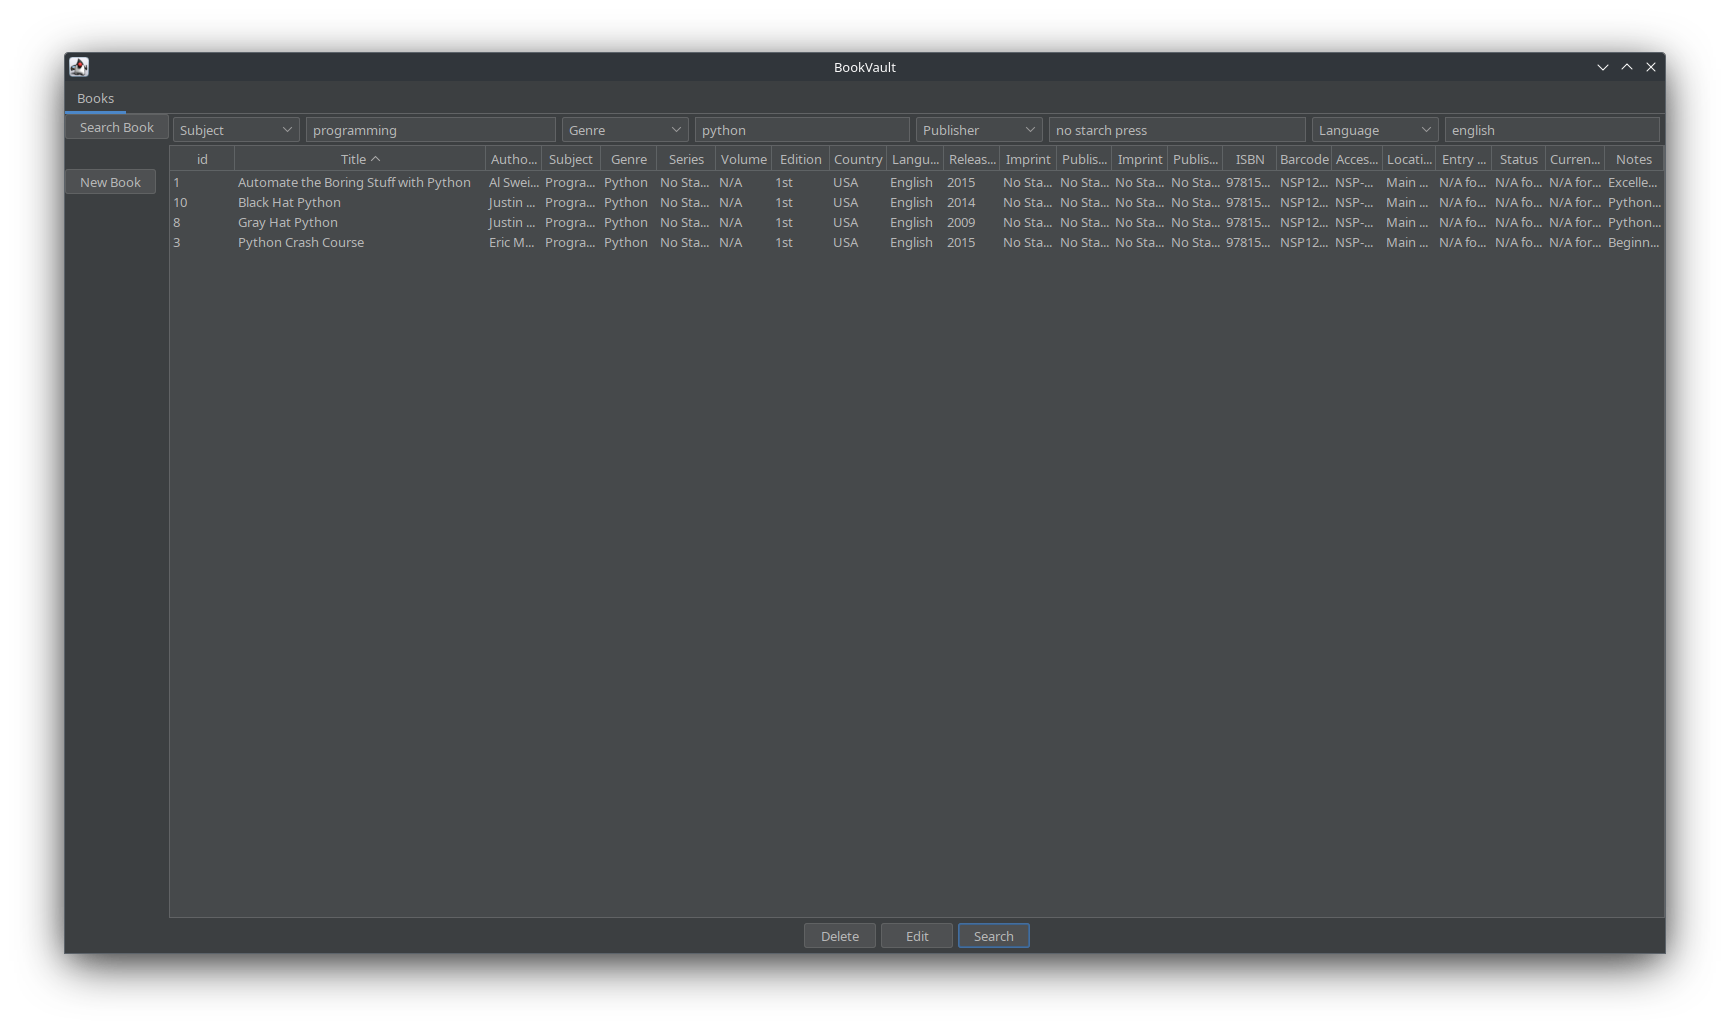 BookVault
Books
Search Book Subject programming Genre python Publisher no starch press Language english
id Title Autho... Subject Genre Series Volume Edition Country Langu... Releas... Imprint Publis... Imprint Publis... ISBN Barcode Acces... Locati... Entry ... Status Curren... Notes
New Book
1 Automate the Boring Stuff with Python Al Swei... Progra... Python No Sta... N/A 1st USA English 2015 No Sta... No Sta... No Sta... No Sta... 97815... NSP12... NSP-... Main ... N/A fo... N/A fo... N/A for... Excelle...
10 Black Hat Python Justin ... Progra... Python No Sta... N/A 1st USA English 2014 No Sta... No Sta... No Sta... No Sta... 97815... NSP12... NSP-... Main ... N/A fo... N/A fo... N/A for... Python...
8 Gray Hat Python Justin ... Progra... Python No Sta... N/A 1st USA English 2009 No Sta... No Sta... No Sta... No Sta... 97815... NSP12... NSP-... Main ... N/A fo... N/A fo... N/A for... Python...
3 Python Crash Course Eric M... Progra... Python No Sta... N/A 1st USA English 2015 No Sta... No Sta... No Sta... No Sta... 97815... NSP12... NSP-... Main ... N/A fo... N/A fo... N/A for... Beginn...
Delete Edit Search